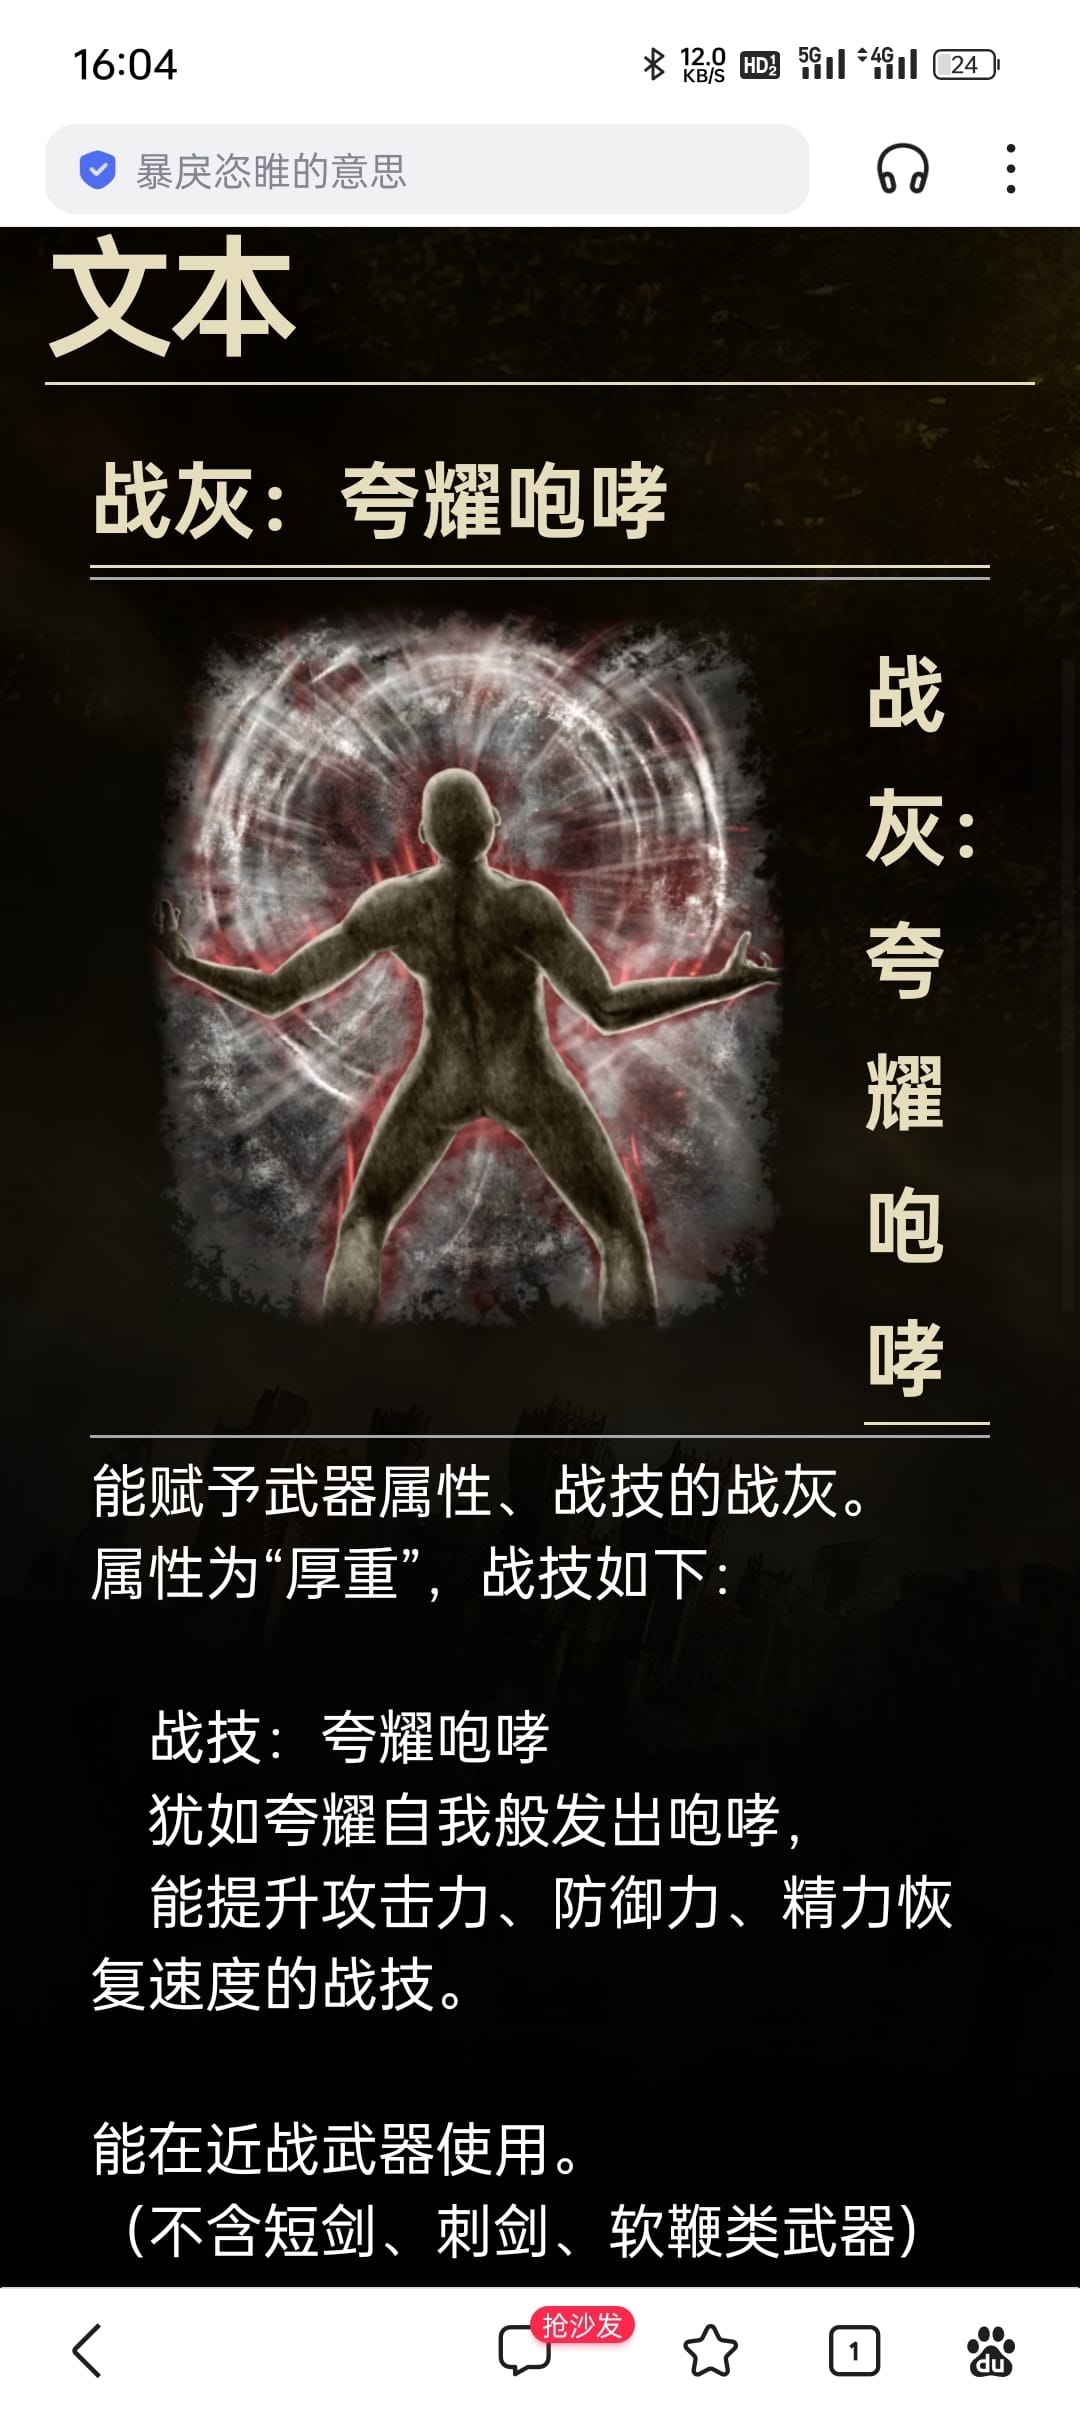 16:04
12.0
KB/S
HD 1 2
5G
4G
24
暴戾恣睢的意思
文本
战灰：夸耀咆哮
战
灰：
夸
耀
咆
哮
能赋予武器属性、战技的战灰。
属性为“厚重”，战技如下：
战技：夸耀咆哮
犹如夸耀自我般发出咆哮，
能提升攻击力、防御力、精力恢
复速度的战技。
能在近战武器使用。
（不含短剑、刺剑、软鞭类武器）
抢沙发
1
du